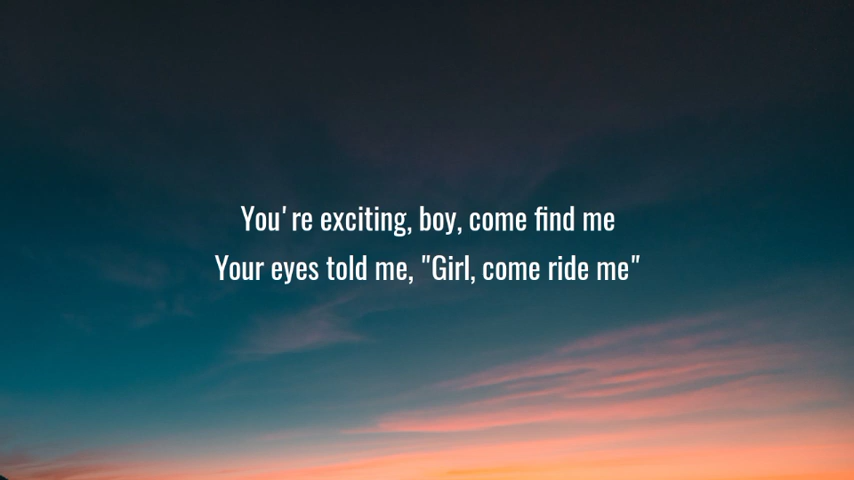 You're exciting, boy, come find me
Your eyes told me, "Girl, come ride me"